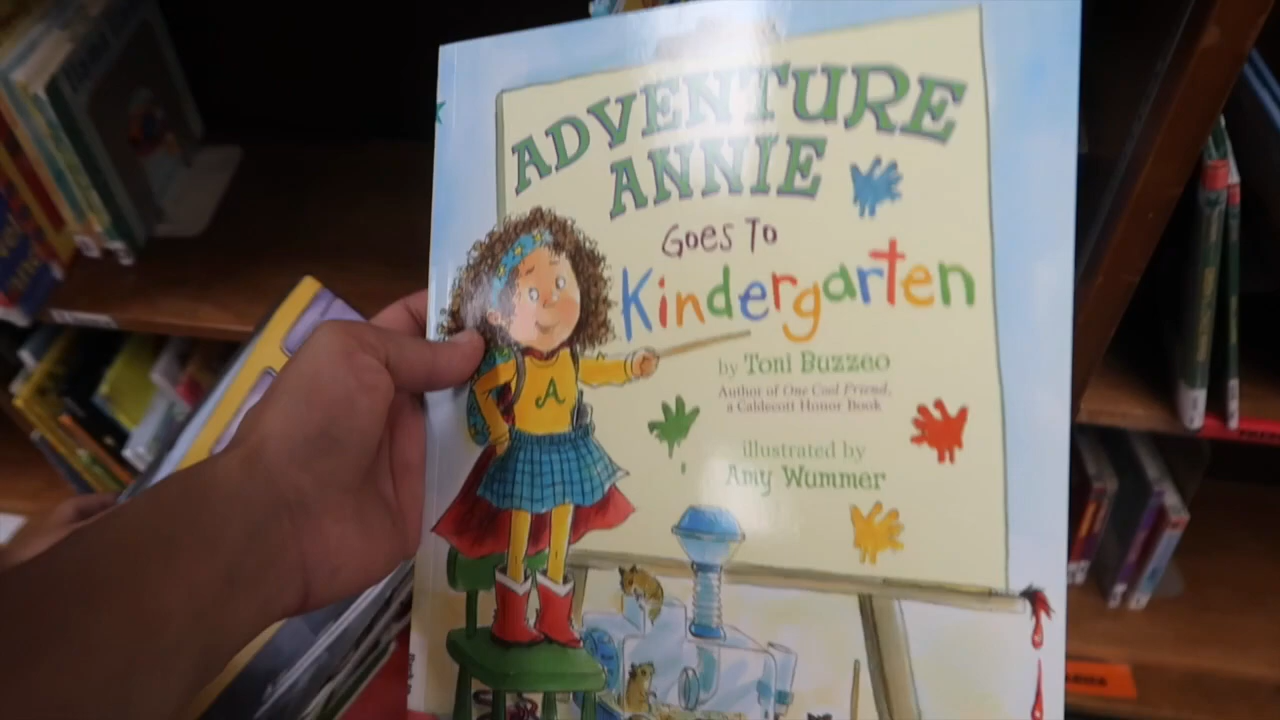 ADVENTURE
ANNIE
GOES TO
Kindergarten
by Toni Buzzeo
Author of One Cool Friend,
a Caldecott Honor Book
illustrated by
Amy Wummer
A